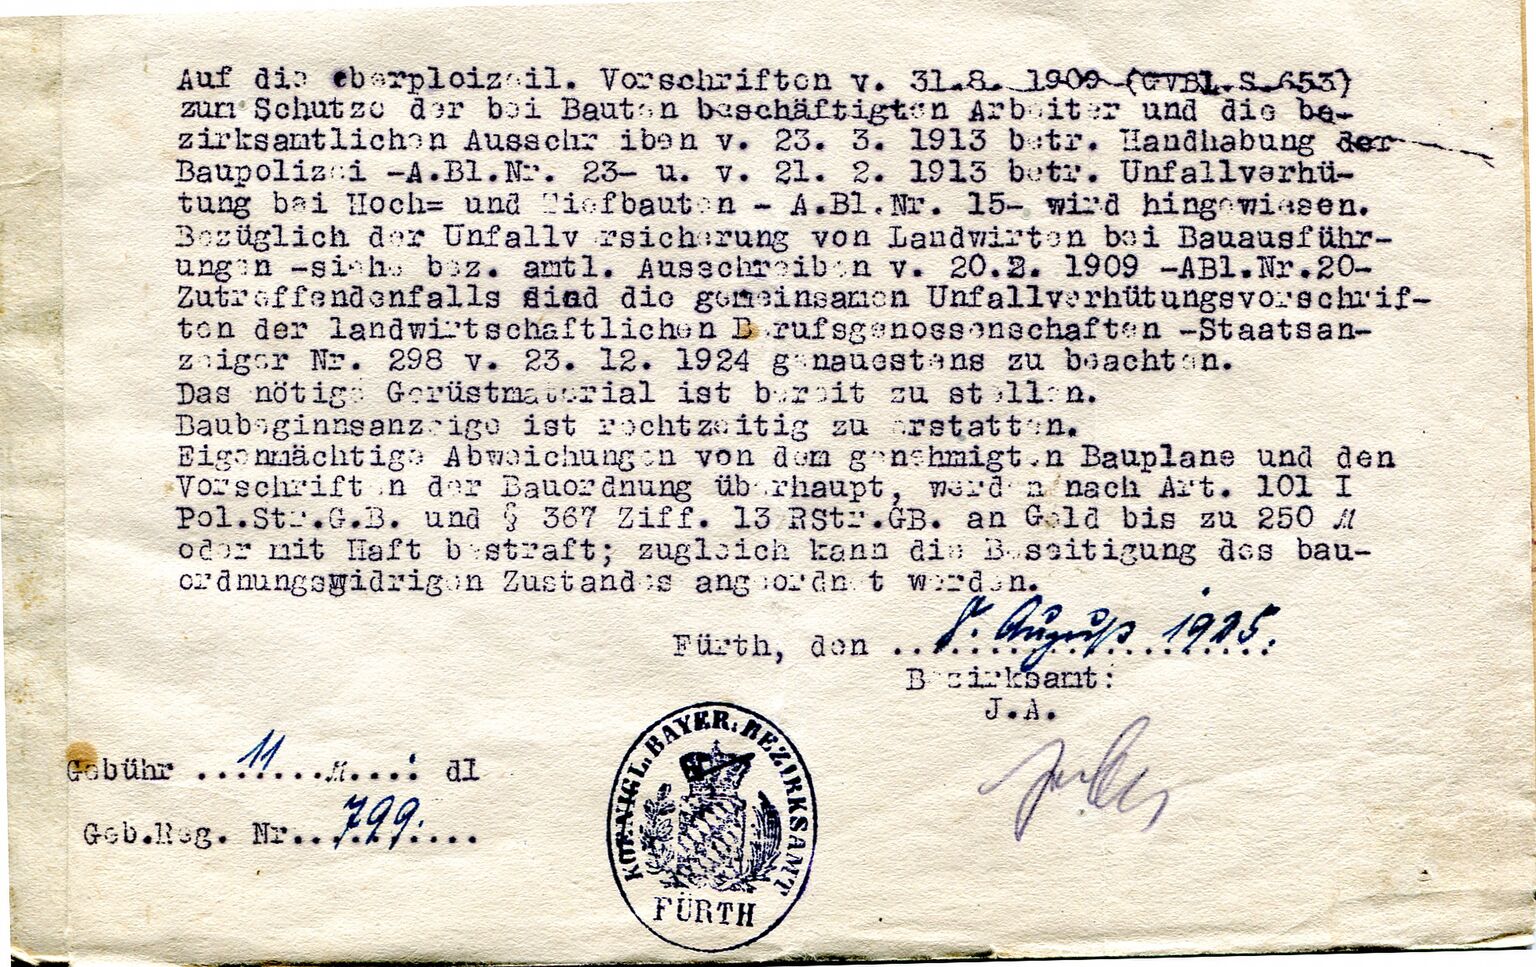 Auf die oberploizeil. Vorschriften v. 31.8. 1909 (GVBl.S.653)
zum Schutze der bei Bauten beschäftigten Arbeiter und die be-
zirksamtlichen Ausschreiben v. 23. 3. 1913 betr. Handhabung der
Baupolizei -A.Bl.Nr. 23- u. v. 21. 2. 1913 betr. Unfallverhü-
tung bei Hoch= und Tiefbauten - A.Bl.Nr. 15- wird hingewiesen.
Bezüglich der Unfallversicherung von Landwirten bei Bauausführ-
ungen -siehe bez. amtl. Ausschreiben v. 20.2. 1909 -ABl.Nr.20-
Zutreffendenfalls sind die gemeinsamen Unfallverhütungsvorschrif-
ten der landwirtschaftlichen Berufsgenossenschaften -Staatsan-
zeiger Nr. 298 v. 23. 12. 1924 genauestens zu beachten.
Das nötige Gerüstmaterial ist bereit zu stellen.
Baubeginnsanzeige ist rechtzeitig zu erstatten.
Eigenmächtige Abweichungen von dem genehmigten Bauplane und den
Vorschriften der Bauordnung überhaupt, werden nach Art. 101 I
Pol.Str.G.B. und § 367 Ziff. 13 RStr.GB. an Geld bis zu 250 M
oder mit Haft bestraft; zugleich kann die Beseitigung des bau-
ordnungswidrigen Zustandes angeordnet werden.
Fürth, den 8. August 1925.
Bezirksamt:
J.A.
Gebühr ..11.....M....: dl
Geb.Reg. Nr...799....
KOENIGL. BAYER. BEZIRKSAMT
FÜRTH